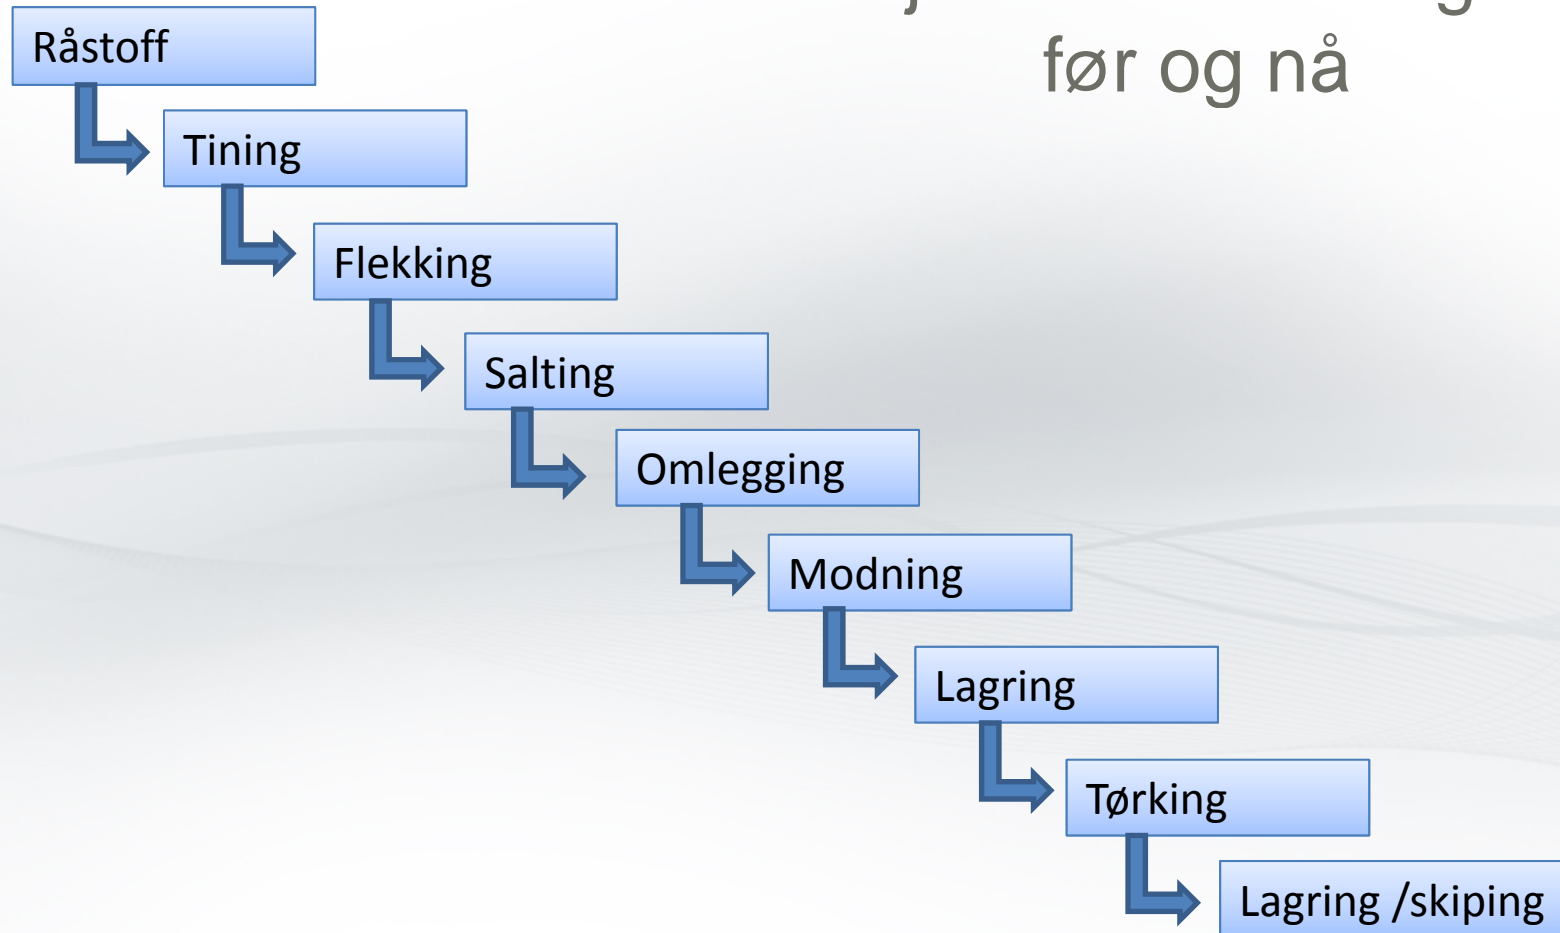 før og nå
Råstoff
Tining
Flekking
Salting
Omlegging
Modning
Lagring
Tørking
Lagring /skiping